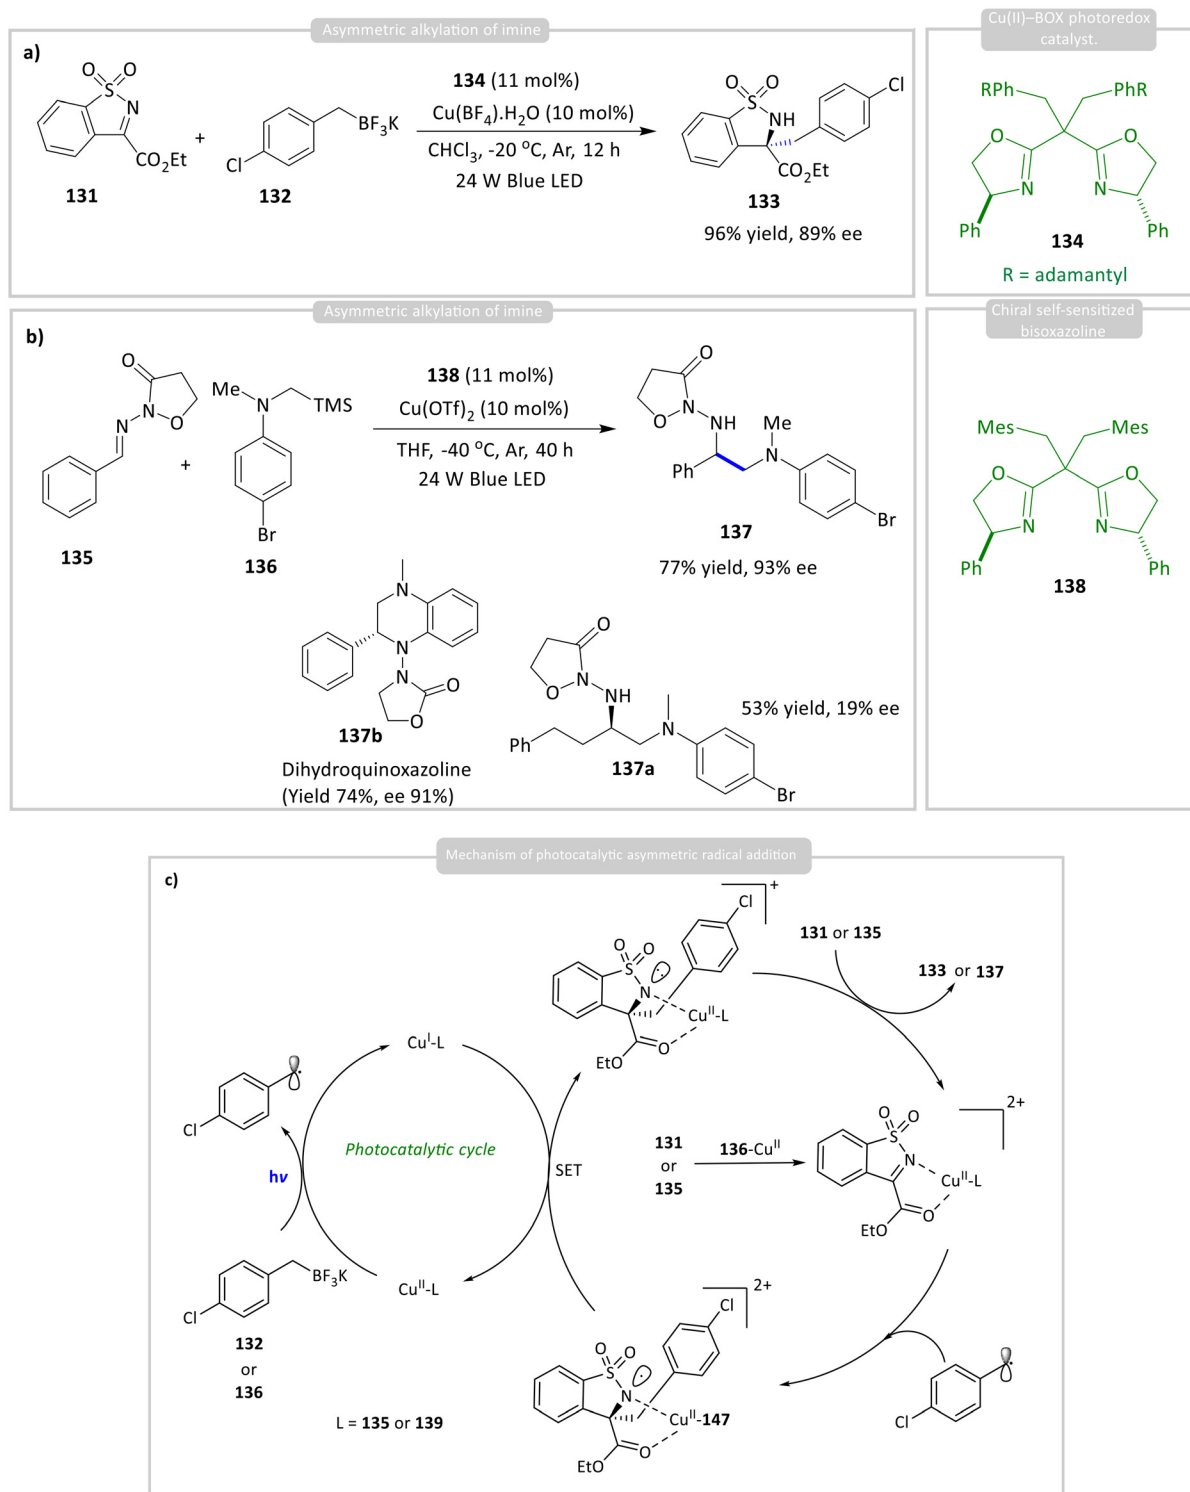 Asymmetric alkylation of imine
a)
O O
S
N
CO2Et
131
+
BF3K
Cl
132
134 (11 mol%)
Cu(BF4).H2O (10 mol%)
CHCl3, -20 oC, Ar, 12 h
24 W Blue LED
O O
S
NH
Cl
CO2Et
133
96% yield, 89% ee
Cu(II)–BOX photoredox
catalyst.
RPh PhR
O O
N N
Ph Ph
134
R = adamantyl
Asymmetric alkylation of imine
b)
O
N
O
N
135
+
Me
N
TMS
Br
136
138 (11 mol%)
Cu(OTf)2 (10 mol%)
THF, -40 oC, Ar, 40 h
24 W Blue LED
O
N
O
NH
Me
N
Ph
Br
137
77% yield, 93% ee
N
N
N
O
O
137b
Dihydroquinoxazoline
(Yield 74%, ee 91%)
O
N
O
NH
N
Ph
Br
137a
53% yield, 19% ee
Chiral self-sensitized
bisoxazoline
Mes Mes
O O
N N
Ph Ph
138
Mechanism of photocatalytic asymmetric radical addition
c)
+
Cl
O O
S
N
CuII-L
O
EtO
131 or 135
133 or 137
CuI-L
Cl
hν
Photocatalytic cycle
SET
CuII-L
BF3K
Cl
132
or
136
L = 135 or 139
131
or
135
136-CuII
2+
O O
S
N
CuII-L
O
EtO
2+
Cl
O O
S
N
CuII-147
O
EtO
Cl